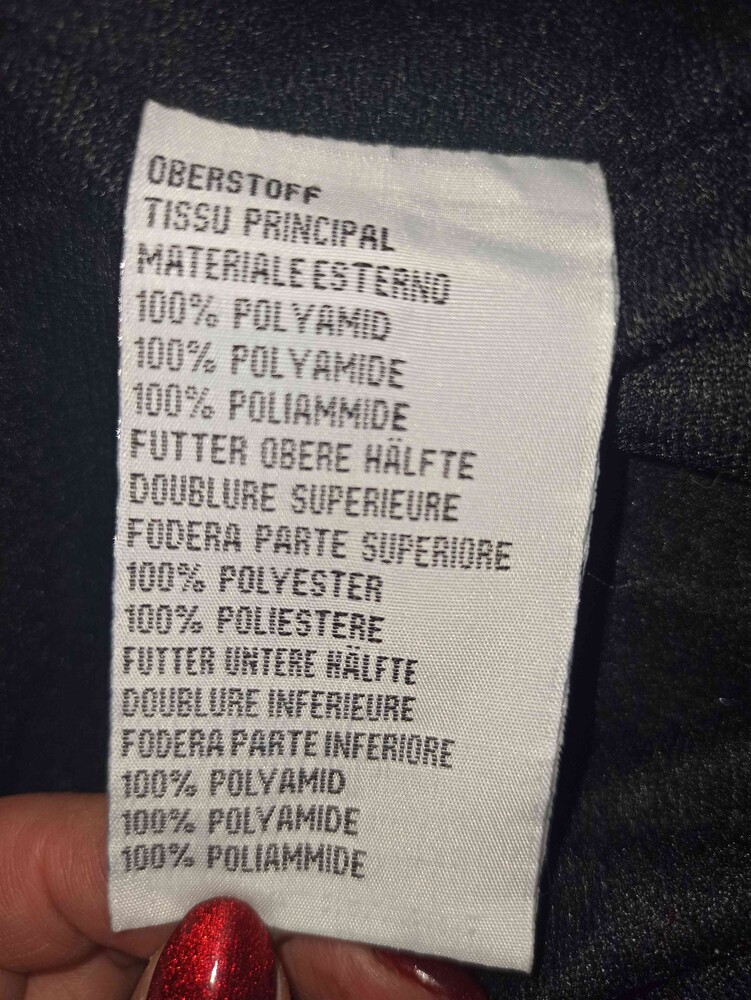 OBERSTOFF
TISSU PRINCIPAL
MATERIALE ESTERNO
100% POLYAMID
100% POLYAMIDE
100% POLIAMMIDE
FUTTER OBERE HÄLFTE
DOUBLURE SUPERIEURE
FODERA PARTE SUPERIORE
100% POLYESTER
100% POLIESTERE
FUTTER UNTERE HÄLFTE
DOUBLURE INFERIEURE
FODERA PARTE INFERIORE
100% POLYAMID
100% POLYAMIDE
100% POLIAMMIDE